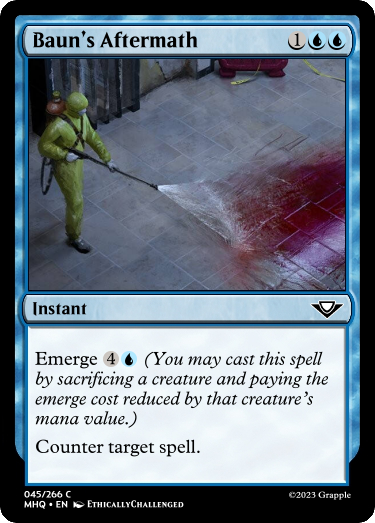 Baun's Aftermath 1
Instant
Emerge 4 (You may cast this spell
by sacrificing a creature and paying the
emerge cost reduced by that creature's
mana value.)
Counter target spell.
045/266 C
MHQ • EN EthicallyChallenged
©2023 Grapple